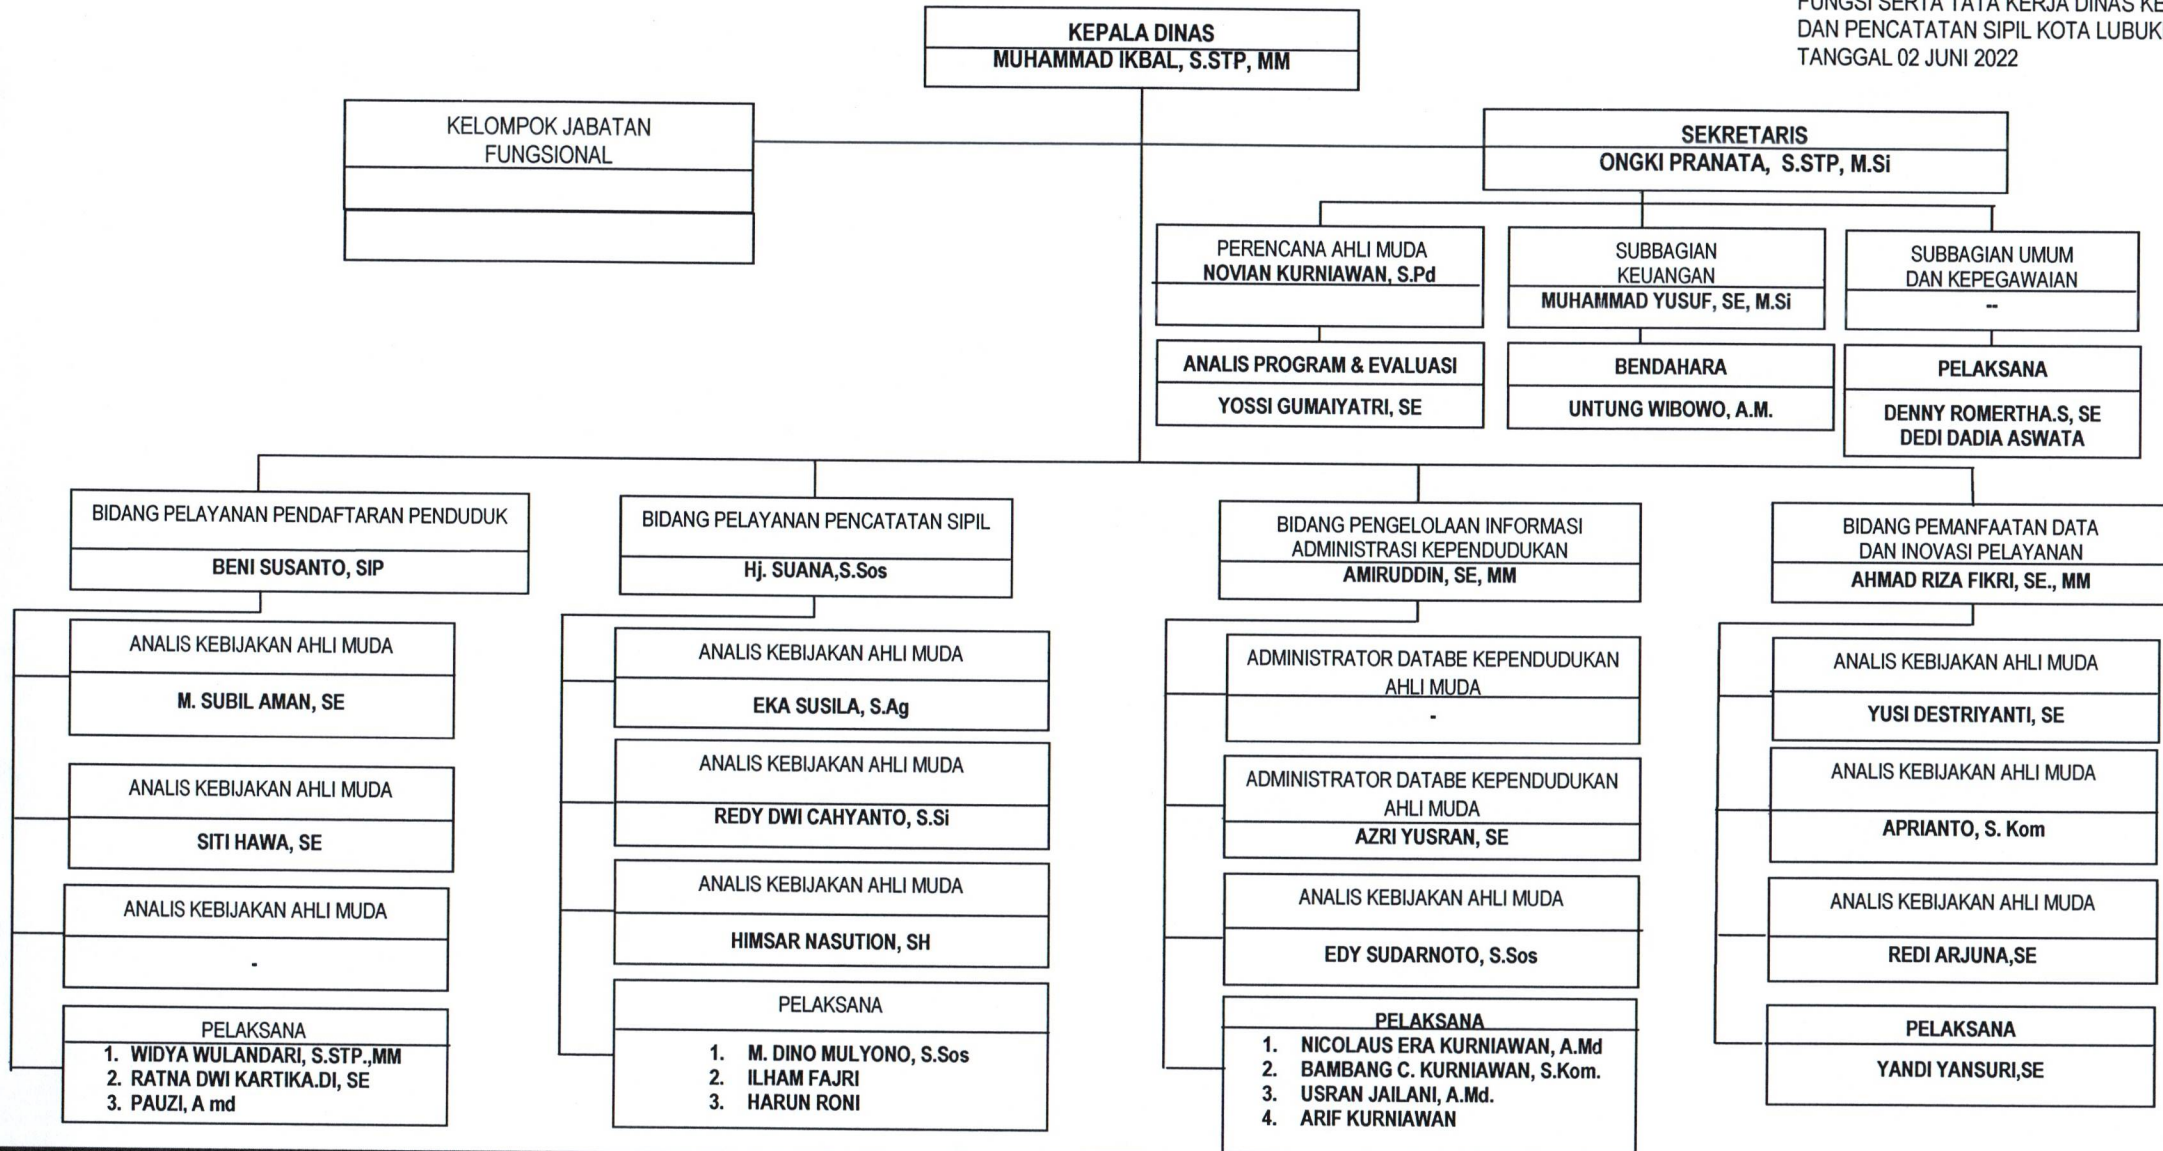 FUNGSI SERTA TATA KERJA DINAS KE
DAN PENCATATAN SIPIL KOTA LUBUK
TANGGAL 02 JUNI 2022
KEPALA DINAS
MUHAMMAD IKBAL, S.STP, MM
KELOMPOK JABATAN
FUNGSIONAL
SEKRETARIS
ONGKI PRANATA, S.STP, M.Si
PERENCANA AHLI MUDA
NOVIAN KURNIAWAN, S.Pd
SUBBAGIAN
KEUANGAN
MUHAMMAD YUSUF, SE, M.Si
SUBBAGIAN UMUM
DAN KEPEGAWAIAN
--
ANALIS PROGRAM & EVALUASI
YOSSI GUMAIYATRI, SE
BENDAHARA
UNTUNG WIBOWO, A.M.
PELAKSANA
DENNY ROMERTHA.S, SE
DEDI DADIA ASWATA
BIDANG PELAYANAN PENDAFTARAN PENDUDUK
BENI SUSANTO, SIP
ANALIS KEBIJAKAN AHLI MUDA
M. SUBIL AMAN, SE
ANALIS KEBIJAKAN AHLI MUDA
SITI HAWA, SE
ANALIS KEBIJAKAN AHLI MUDA
-
PELAKSANA
1. WIDYA WULANDARI, S.STP.,MM
2. RATNA DWI KARTIKA.DI, SE
3. PAUZI, A md
BIDANG PELAYANAN PENCATATAN SIPIL
Hj. SUANA,S.Sos
ANALIS KEBIJAKAN AHLI MUDA
EKA SUSILA, S.Ag
ANALIS KEBIJAKAN AHLI MUDA
REDY DWI CAHYANTO, S.Si
ANALIS KEBIJAKAN AHLI MUDA
HIMSAR NASUTION, SH
PELAKSANA
1. M. DINO MULYONO, S.Sos
2. ILHAM FAJRI
3. HARUN RONI
BIDANG PENGELOLAAN INFORMASI
ADMINISTRASI KEPENDUDUKAN
AMIRUDDIN, SE, MM
ADMINISTRATOR DATABE KEPENDUDUKAN
AHLI MUDA
-
ADMINISTRATOR DATABE KEPENDUDUKAN
AHLI MUDA
AZRI YUSRAN, SE
ANALIS KEBIJAKAN AHLI MUDA
EDY SUDARNOTO, S.Sos
PELAKSANA
1. NICOLAUS ERA KURNIAWAN, A.Md
2. BAMBANG C. KURNIAWAN, S.Kom.
3. USRAN JAILANI, A.Md.
4. ARIF KURNIAWAN
BIDANG PEMANFAATAN DATA
DAN INOVASI PELAYANAN
AHMAD RIZA FIKRI, SE., MM
ANALIS KEBIJAKAN AHLI MUDA
YUSI DESTRIYANTI, SE
ANALIS KEBIJAKAN AHLI MUDA
APRIANTO, S. Kom
ANALIS KEBIJAKAN AHLI MUDA
REDI ARJUNA,SE
PELAKSANA
YANDI YANSURI,SE